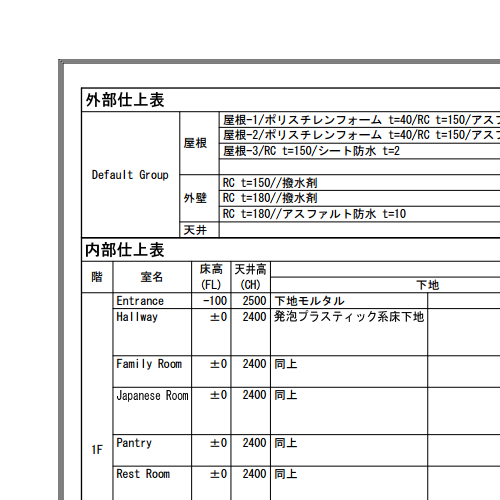 外部仕上表
Default Group
屋根
屋根-1/ポリスチレンフォーム t=40/RC t=150/アスフ
屋根-2/ポリスチレンフォーム t=40/RC t=150/アスフ
屋根-3/RC t=150/シート防水 t=2
外壁
RC t=150//撥水剤
RC t=180//撥水剤
RC t=180//アスファルト防水 t=10
天井
内部仕上表
階 室名 床高(FL) 天井高(CH) 下地
1F
Entrance -100 2500 下地モルタル
Hallway ±0 2400 発泡プラスティック系床下地
Family Room ±0 2400 同上
Japanese Room ±0 2400 同上
Pantry ±0 2400 同上
Rest Room ±0 2400 同上